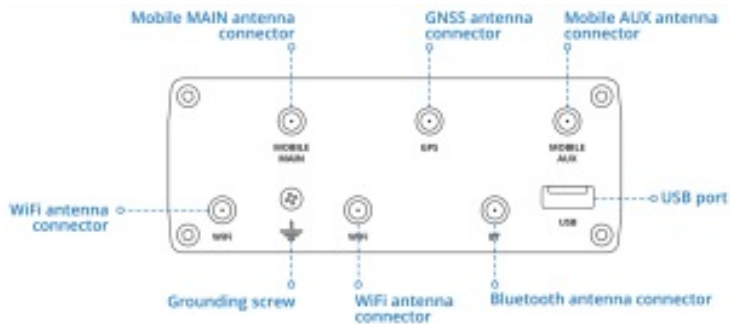 Mobile MAIN antenna
connector
GNSS antenna
connector
Mobile AUX antenna
connector
MOBILE
MAIN
GPS
MOBILE
AUX
WiFi antenna
connector
WiFi
WiFi
BT
USB
USB port
Grounding screw
WiFi antenna
connector
Bluetooth antenna connector